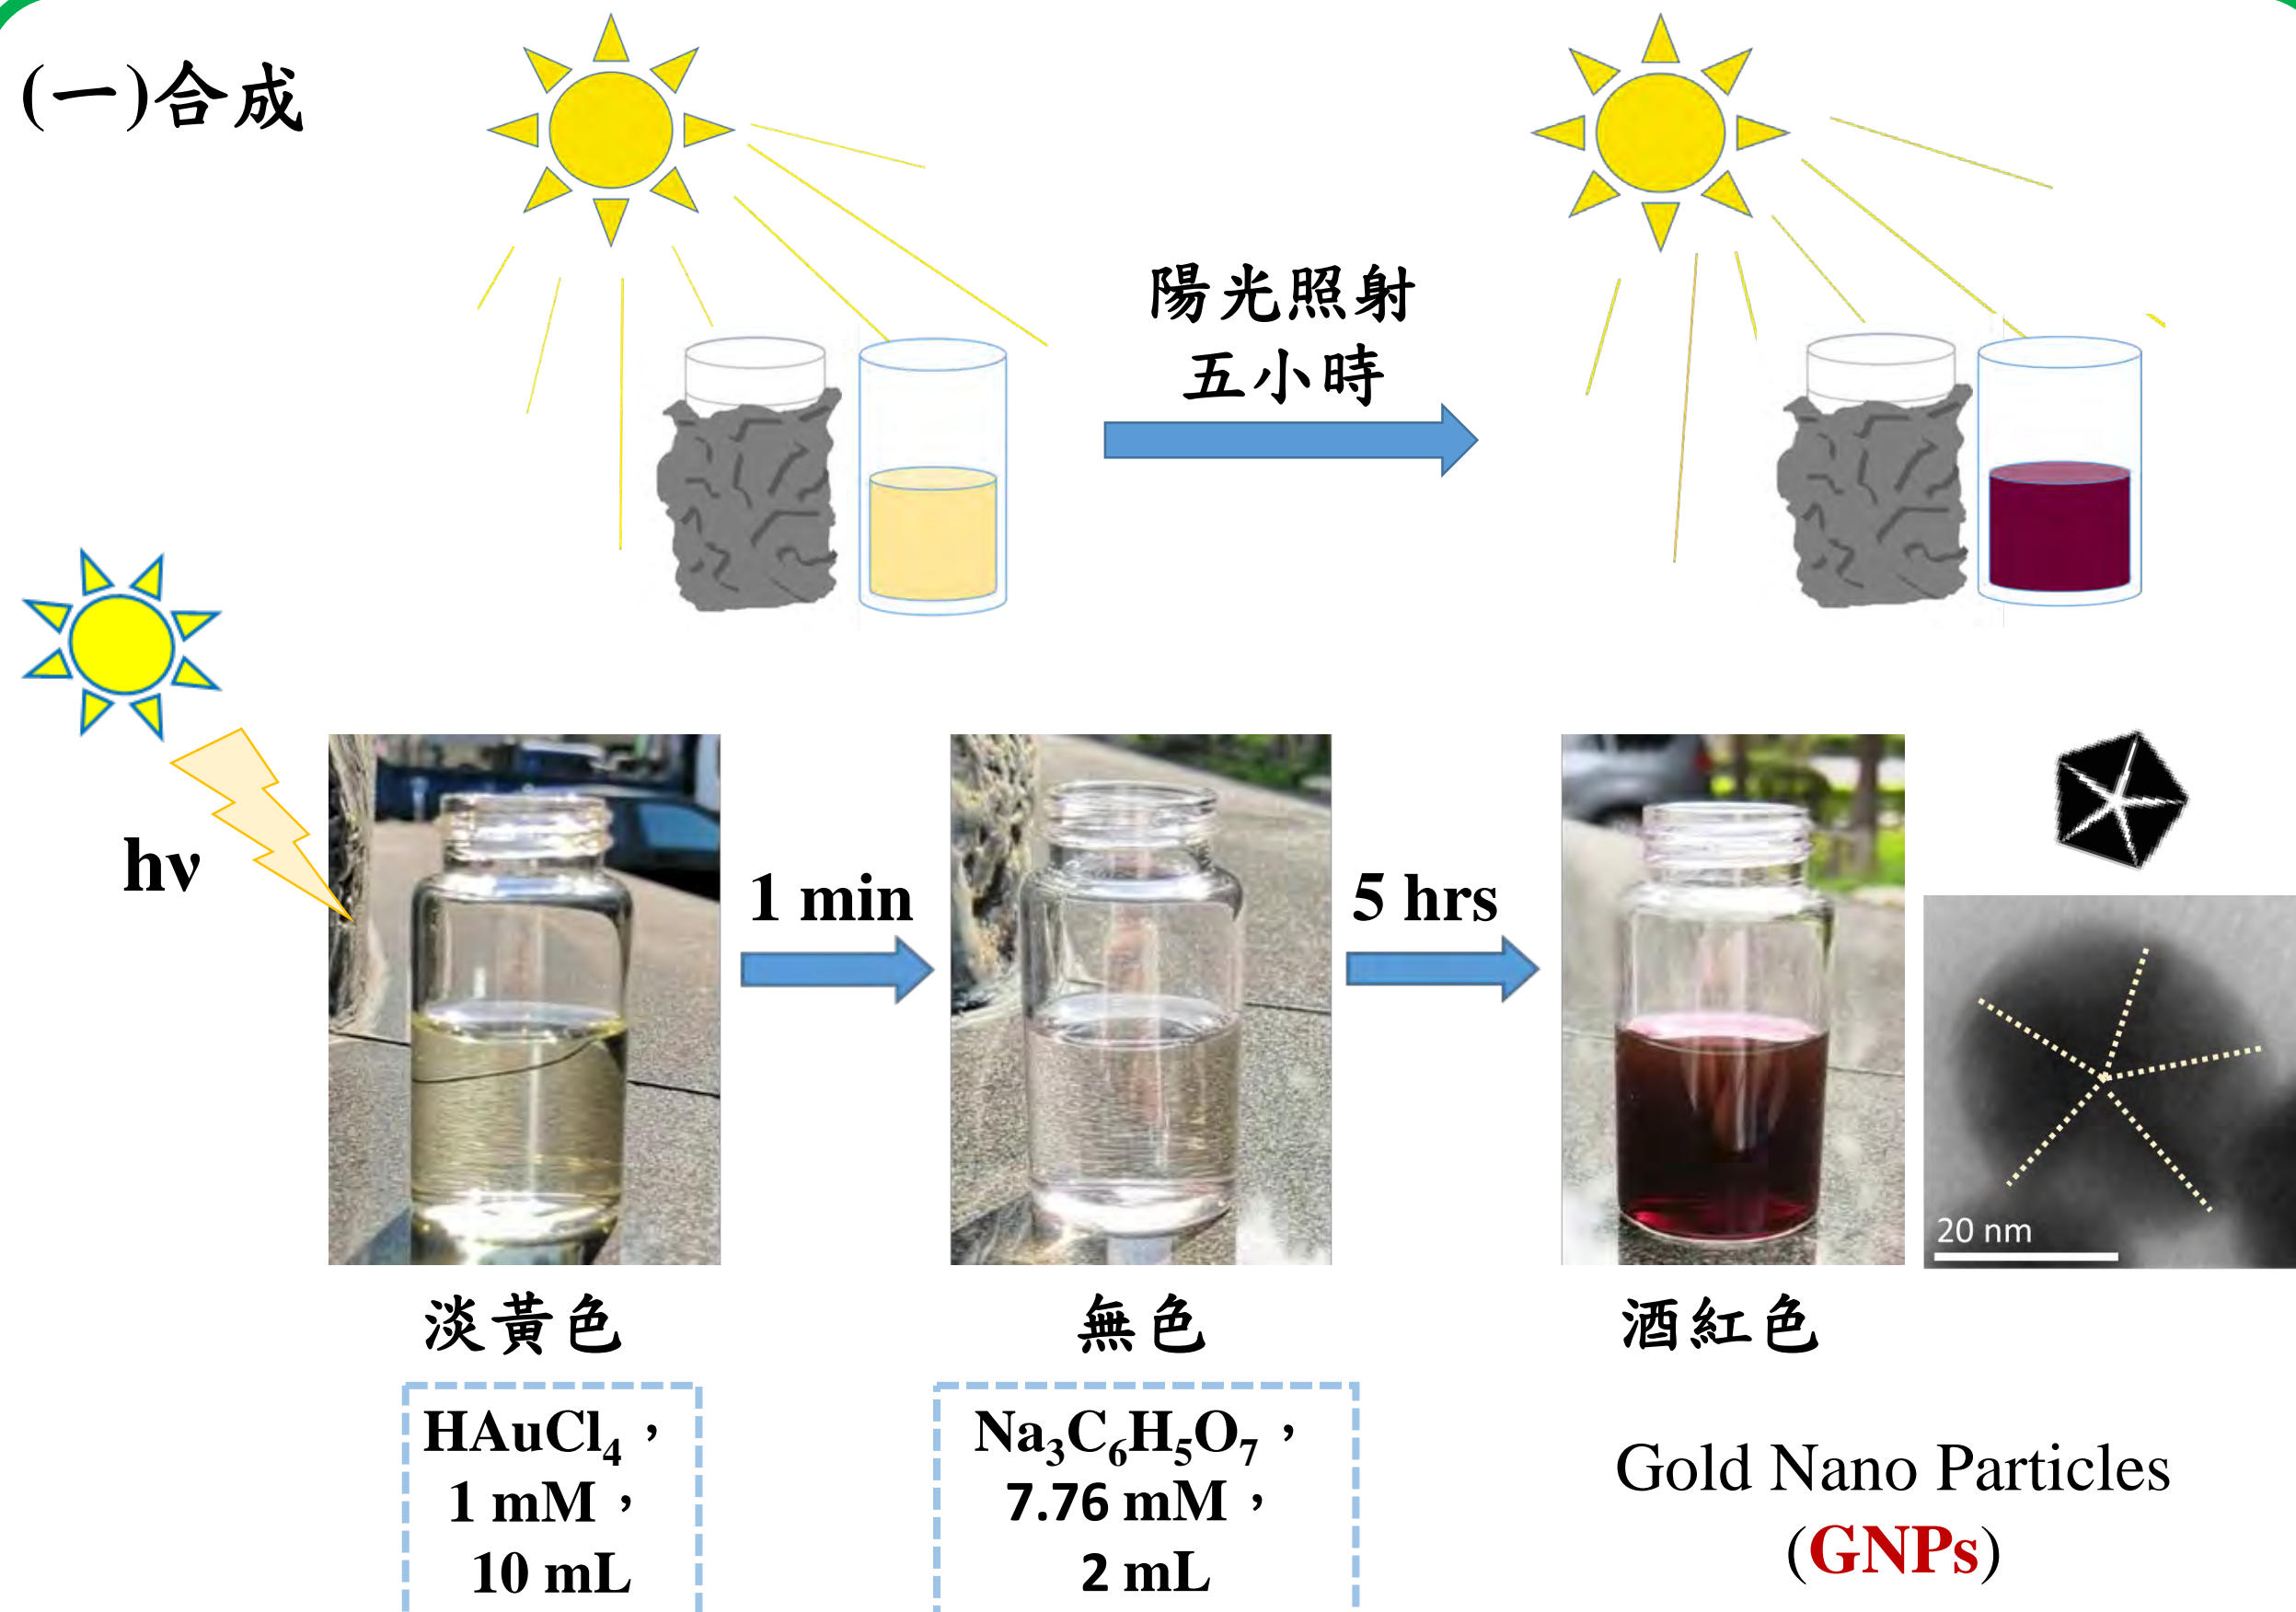 (一)合成
陽光照射
五小時
hν
1 min
5 hrs
20 nm
淡黃色
無色
酒紅色
HAuCl₄，
1 mM，
10 mL
Na₃C₆H₅O₇，
7.76 mM，
2 mL
Gold Nano Particles
(GNPs)